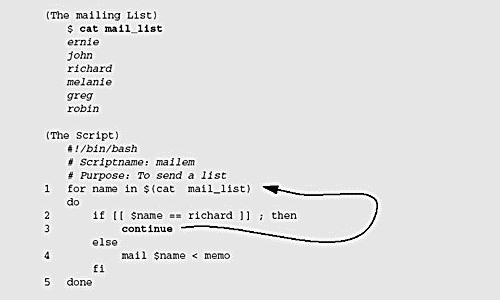 (The mailing List)
$ cat mail_list
ernie
john
richard
melanie
greg
robin
(The Script)
#!/bin/bash
# Scriptname: mailem
# Purpose: To send a list
1 for name in $(cat mail_list)
do
2 if [[ $name == richard ]] ; then
3 continue
else
4 mail $name < memo
fi
5 done